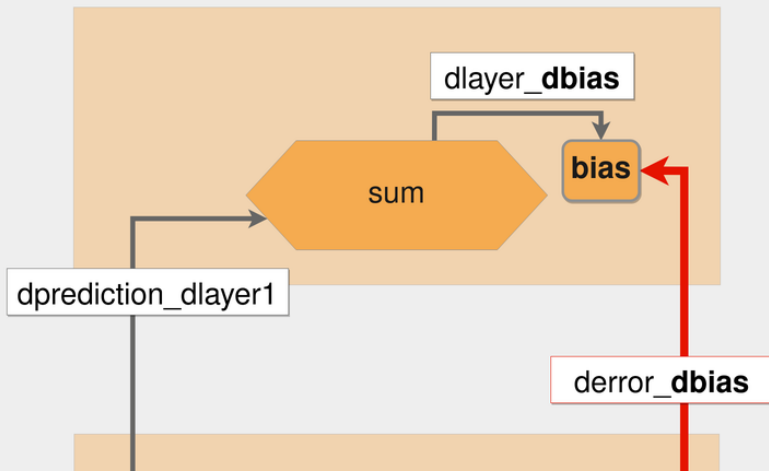 dlayer_dbias
bias
sum
dprediction_dlayer1
derror_dbias